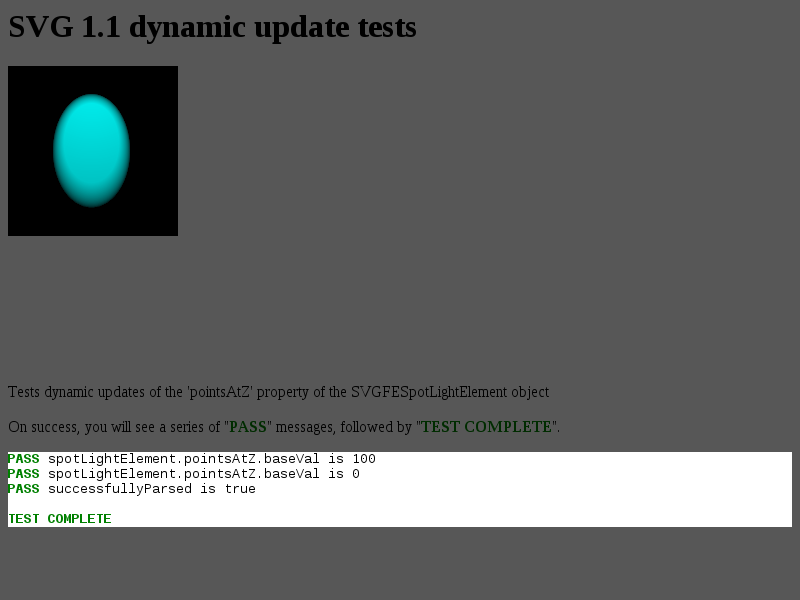 SVG 1.1 dynamic update tests
Tests dynamic updates of the 'pointsAtZ' property of the SVGFESpotLightElement object
On success, you will see a series of "PASS" messages, followed by "TEST COMPLETE".
PASS spotLightElement.pointsAtZ.baseVal is 100
PASS spotLightElement.pointsAtZ.baseVal is 0
PASS successfullyParsed is true
TEST COMPLETE